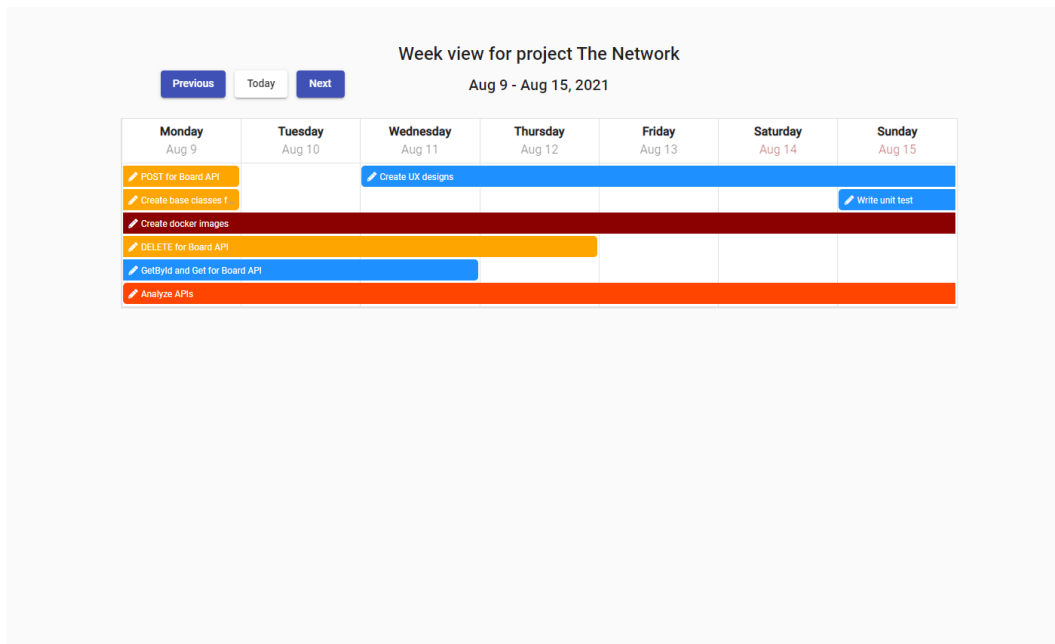 Week view for project The Network
Previous Today Next
Aug 9 - Aug 15, 2021
Monday Tuesday Wednesday Thursday Friday Saturday Sunday
Aug 9 Aug 10 Aug 11 Aug 12 Aug 13 Aug 14 Aug 15
POST for Board API Create UX designs
Create base classes f Write unit test
Create docker images
DELETE for Board API
GetById and Get for Board API
Analyze APIs